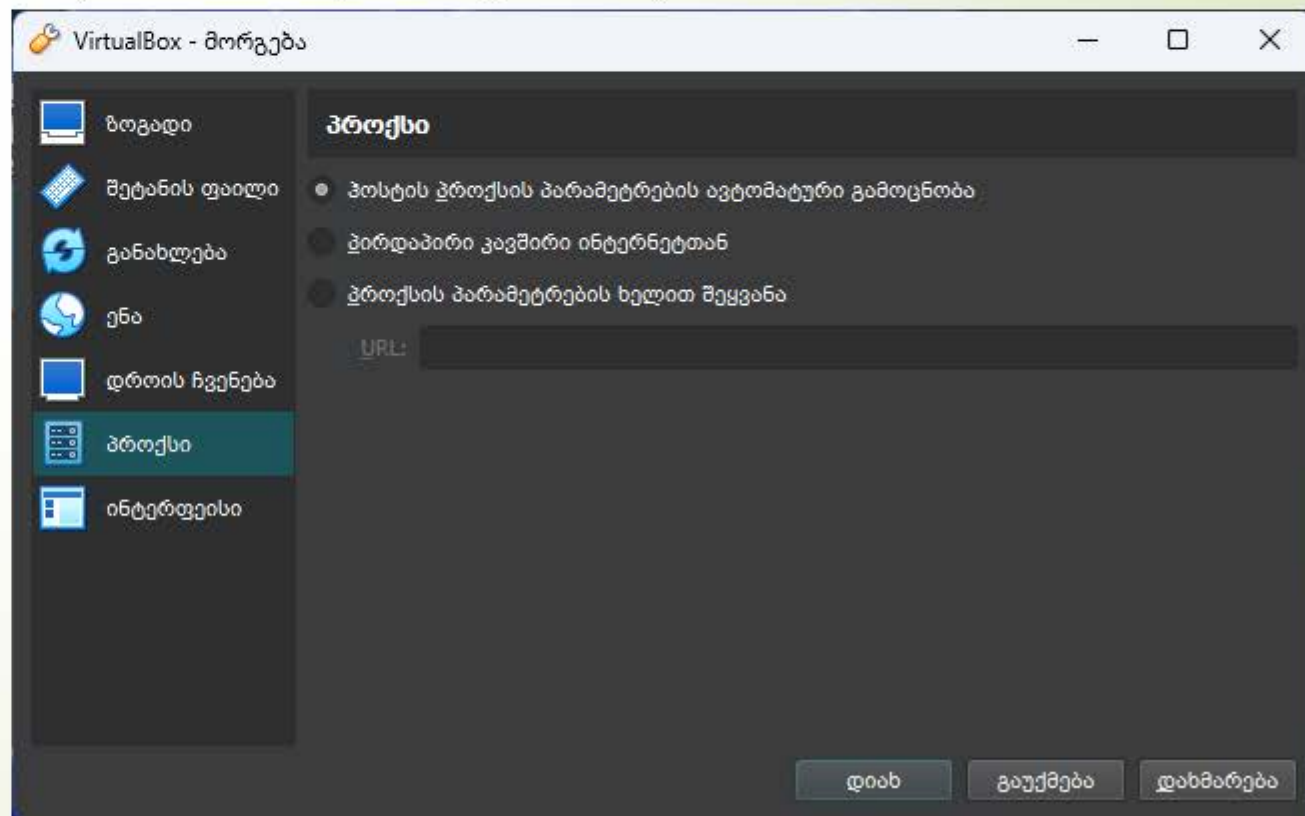 VirtualBox - მორგება
ზოგადი
შეტანის ფაილი
განახლება
ენა
დროის ჩვენება
პროქსი
ინტერფეისი
პროქსი
ჰოსტის პროქსის პარამეტრების ავტომატური გამოცნობა
პირდაპირი კავშირი ინტერნეტთან
პროქსის პარამეტრების ხელით შეყვანა
URL:
დიახ
გაუქმება
დახმარება